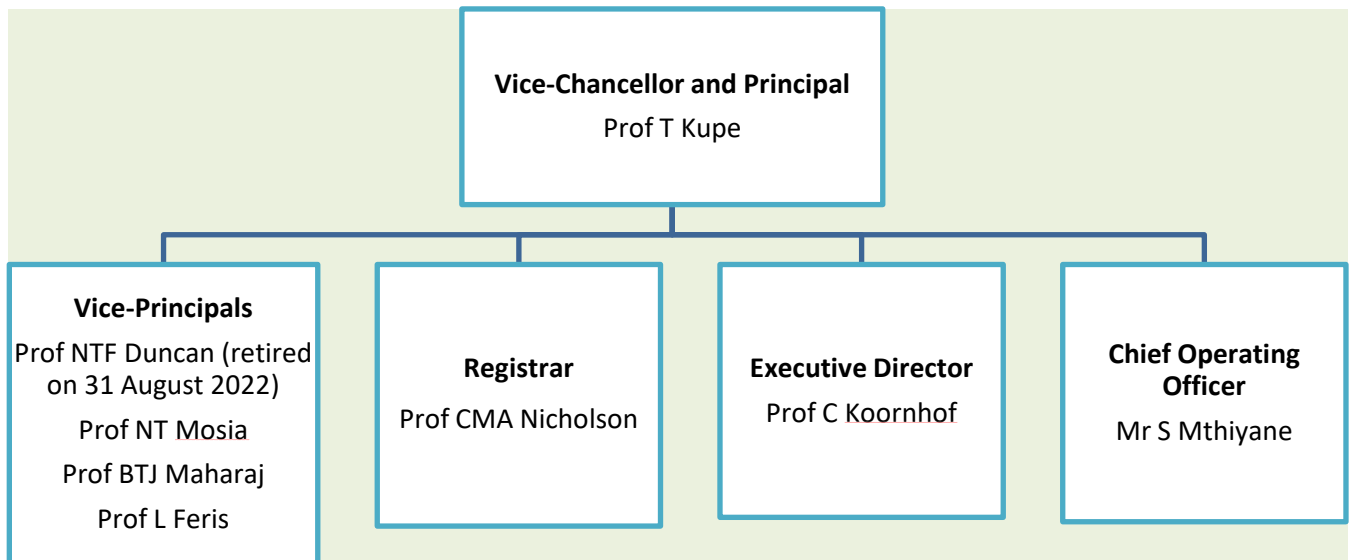 Vice-Chancellor and Principal
Prof T Kupe
Vice-Principals
Prof NTF Duncan (retired
on 31 August 2022)
Prof NT Mosia
Prof BTJ Maharaj
Prof L Feris
Registrar
Prof CMA Nicholson
Executive Director
Prof C Koornhof
Chief Operating
Officer
Mr S Mthiyane